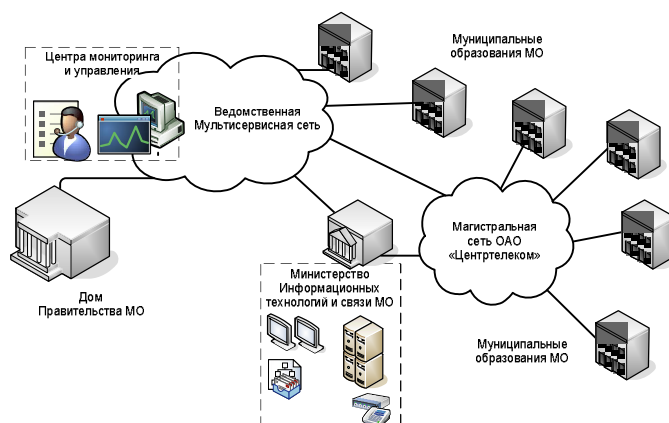 Центра мониторинга
и управления
Муниципальные
образования МО
Ведомственная
Мультисервисная сеть
Магистральная
сеть ОАО
«Центртелеком»
Дом
Правительства МО
Министерство
Информационных
технологий и связи МО
Муниципальные
образования МО